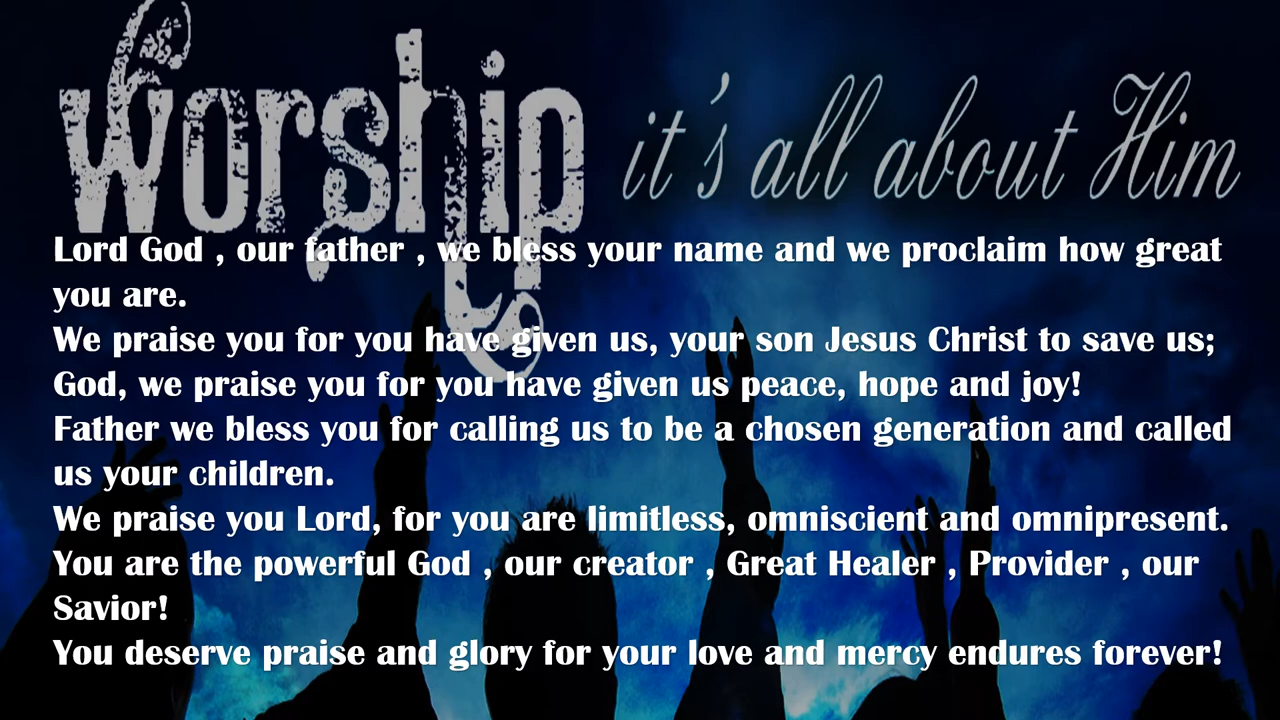 worship it's all about Him
Lord God , our father , we bless your name and we proclaim how great
you are.
We praise you for you have given us, your son Jesus Christ to save us;
God, we praise you for you have given us peace, hope and joy!
Father we bless you for calling us to be a chosen generation and called
us your children.
We praise you Lord, for you are limitless, omniscient and omnipresent.
You are the powerful God , our creator , Great Healer , Provider , our
Savior!
You deserve praise and glory for your love and mercy endures forever!